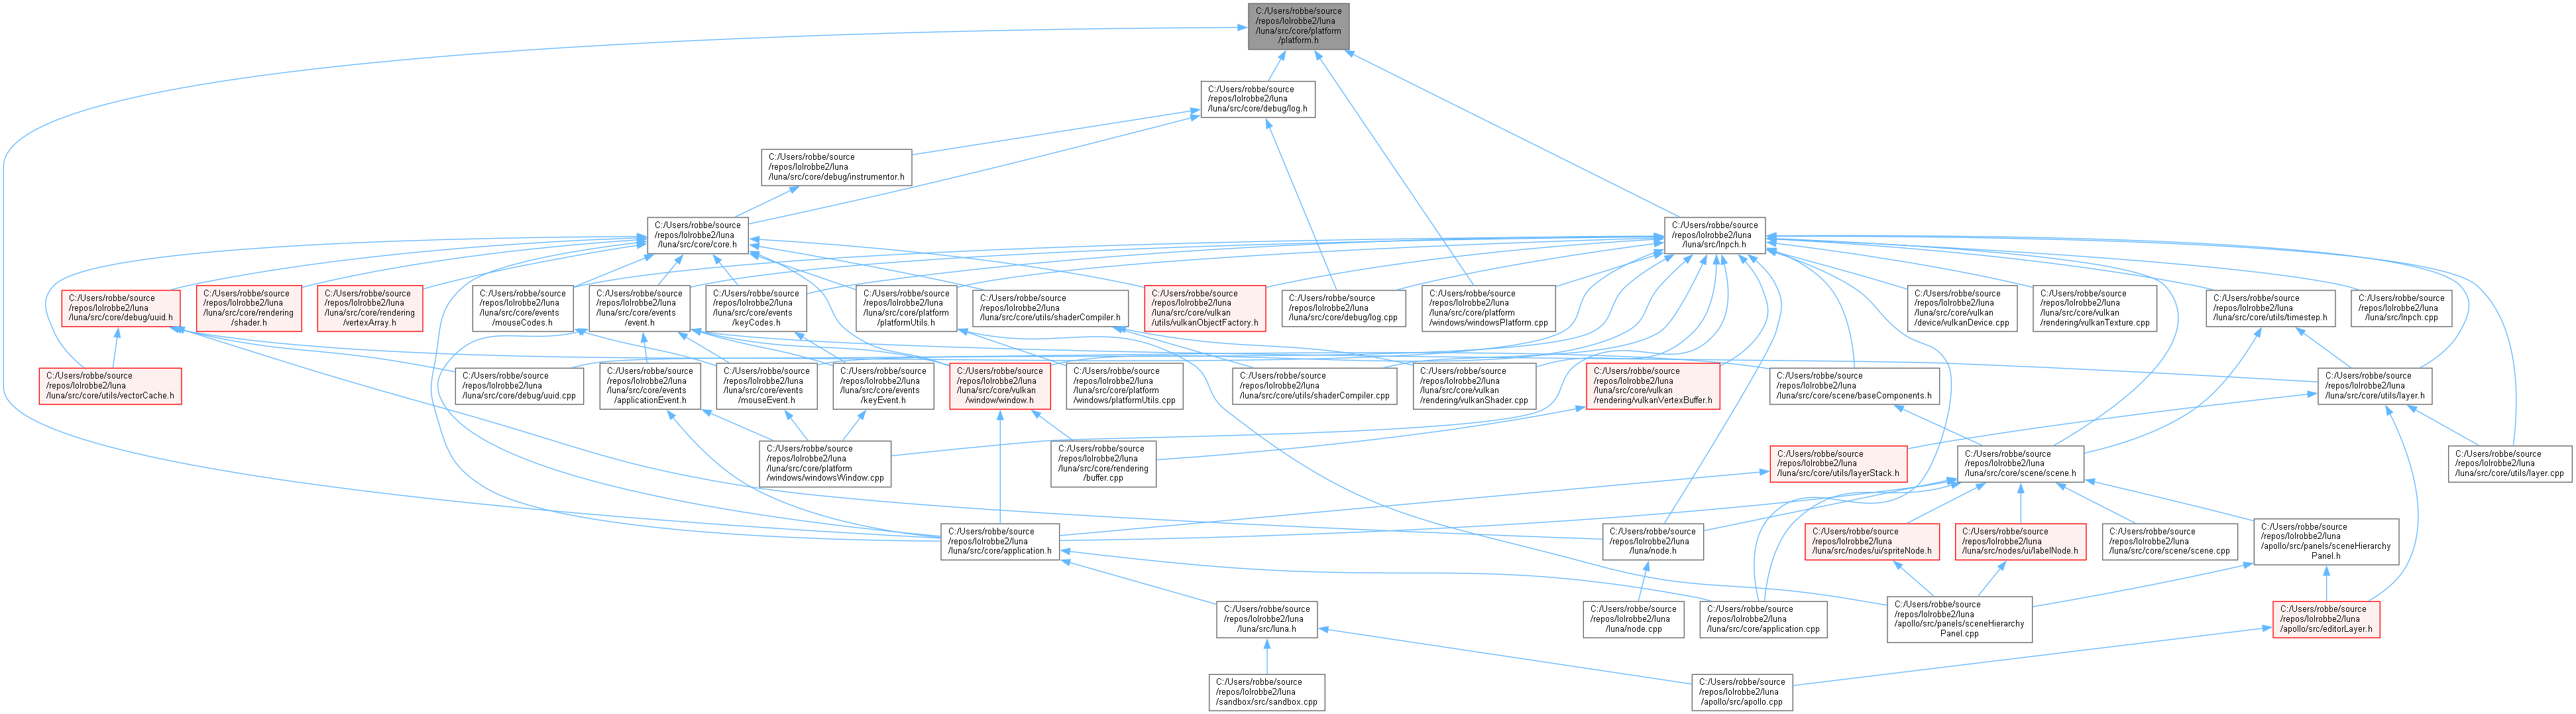 C:/Users/robbe/source
/repos/lolrobbe2/luna
/luna/src/core/platform
/platform.h
C:/Users/robbe/source
/repos/lolrobbe2/luna
/luna/src/core/debug/log.h
C:/Users/robbe/source
/repos/lolrobbe2/luna
/luna/src/core/debug/instrumentor.h
C:/Users/robbe/source
/repos/lolrobbe2/luna
/luna/src/core/core.h
C:/Users/robbe/source
/repos/lolrobbe2/luna
/luna/src/lnpch.h
C:/Users/robbe/source
/repos/lolrobbe2/luna
/luna/src/core/debug/uuid.h
C:/Users/robbe/source
/repos/lolrobbe2/luna
/luna/src/core/rendering
/shader.h
C:/Users/robbe/source
/repos/lolrobbe2/luna
/luna/src/core/rendering
/vertexArray.h
C:/Users/robbe/source
/repos/lolrobbe2/luna
/luna/src/core/events
/mouseCodes.h
C:/Users/robbe/source
/repos/lolrobbe2/luna
/luna/src/core/events
/event.h
C:/Users/robbe/source
/repos/lolrobbe2/luna
/luna/src/core/events
/keyCodes.h
C:/Users/robbe/source
/repos/lolrobbe2/luna
/luna/src/core/platform
/platformUtils.h
C:/Users/robbe/source
/repos/lolrobbe2/luna
/luna/src/core/utils/shaderCompiler.h
C:/Users/robbe/source
/repos/lolrobbe2/luna
/luna/src/core/vulkan
/utils/vulkanObjectFactory.h
C:/Users/robbe/source
/repos/lolrobbe2/luna
/luna/src/core/debug/log.cpp
C:/Users/robbe/source
/repos/lolrobbe2/luna
/luna/src/core/platform
/windows/windowsPlatform.cpp
C:/Users/robbe/source
/repos/lolrobbe2/luna
/luna/src/core/vulkan
/device/vulkanDevice.cpp
C:/Users/robbe/source
/repos/lolrobbe2/luna
/luna/src/core/vulkan
/rendering/vulkanTexture.cpp
C:/Users/robbe/source
/repos/lolrobbe2/luna
/luna/src/core/utils/timestep.h
C:/Users/robbe/source
/repos/lolrobbe2/luna
/luna/src/lnpch.cpp
C:/Users/robbe/source
/repos/lolrobbe2/luna
/luna/src/core/utils/vectorCache.h
C:/Users/robbe/source
/repos/lolrobbe2/luna
/luna/src/core/debug/uuid.cpp
C:/Users/robbe/source
/repos/lolrobbe2/luna
/luna/src/core/events
/applicationEvent.h
C:/Users/robbe/source
/repos/lolrobbe2/luna
/luna/src/core/events
/mouseEvent.h
C:/Users/robbe/source
/repos/lolrobbe2/luna
/luna/src/core/events
/keyEvent.h
C:/Users/robbe/source
/repos/lolrobbe2/luna
/luna/src/core/vulkan
/window/window.h
C:/Users/robbe/source
/repos/lolrobbe2/luna
/luna/src/core/platform
/windows/platformUtils.cpp
C:/Users/robbe/source
/repos/lolrobbe2/luna
/luna/src/core/utils/shaderCompiler.cpp
C:/Users/robbe/source
/repos/lolrobbe2/luna
/luna/src/core/vulkan
/rendering/vulkanShader.cpp
C:/Users/robbe/source
/repos/lolrobbe2/luna
/luna/src/core/vulkan
/rendering/vulkanVertexBuffer.h
C:/Users/robbe/source
/repos/lolrobbe2/luna
/luna/src/core/scene/baseComponents.h
C:/Users/robbe/source
/repos/lolrobbe2/luna
/luna/src/core/utils/layer.h
C:/Users/robbe/source
/repos/lolrobbe2/luna
/luna/src/core/platform
/windows/windowsWindow.cpp
C:/Users/robbe/source
/repos/lolrobbe2/luna
/luna/src/core/rendering
/buffer.cpp
C:/Users/robbe/source
/repos/lolrobbe2/luna
/luna/src/core/utils/layerStack.h
C:/Users/robbe/source
/repos/lolrobbe2/luna
/luna/src/core/scene/scene.h
C:/Users/robbe/source
/repos/lolrobbe2/luna
/luna/src/core/utils/layer.cpp
C:/Users/robbe/source
/repos/lolrobbe2/luna
/luna/src/core/application.h
C:/Users/robbe/source
/repos/lolrobbe2/luna
/luna/node.h
C:/Users/robbe/source
/repos/lolrobbe2/luna
/luna/src/nodes/ui/spriteNode.h
C:/Users/robbe/source
/repos/lolrobbe2/luna
/luna/src/nodes/ui/labelNode.h
C:/Users/robbe/source
/repos/lolrobbe2/luna
/luna/src/core/scene/scene.cpp
C:/Users/robbe/source
/repos/lolrobbe2/luna
/apollo/src/panels/sceneHierarchy
Panel.h
C:/Users/robbe/source
/repos/lolrobbe2/luna
/luna/src/luna.h
C:/Users/robbe/source
/repos/lolrobbe2/luna
/luna/node.cpp
C:/Users/robbe/source
/repos/lolrobbe2/luna
/luna/src/core/application.cpp
C:/Users/robbe/source
/repos/lolrobbe2/luna
/apollo/src/panels/sceneHierarchy
Panel.cpp
C:/Users/robbe/source
/repos/lolrobbe2/luna
/apollo/src/editorLayer.h
C:/Users/robbe/source
/repos/lolrobbe2/luna
/sandbox/src/sandbox.cpp
C:/Users/robbe/source
/repos/lolrobbe2/luna
/apollo/src/apollo.cpp